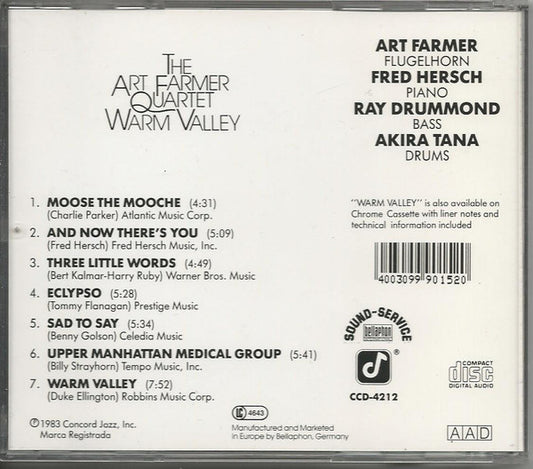 THE
ART FARMER
QUARTET
WARM VALLEY
ART FARMER
FLUGELHORN
FRED HERSCH
PIANO
RAY DRUMMOND
BASS
AKIRA TANA
DRUMS
1. MOOSE THE MOOCHE (4:31)
(Charlie Parker) Atlantic Music Corp.
2. AND NOW THERE'S YOU (5:09)
(Fred Hersch) Fred Hersch Music, Inc.
3. THREE LITTLE WORDS (4:49)
(Bert Kalmar-Harry Ruby) Warner Bros. Music
4. ECLYPSO (5:28)
(Tommy Flanagan) Prestige Music
5. SAD TO SAY (5:34)
(Benny Golson) Celedia Music
6. UPPER MANHATTAN MEDICAL GROUP (5:41)
(Billy Strayhorn) Tempo Music, Inc.
7. WARM VALLEY (7:52)
(Duke Ellington) Robbins Music Corp.
"WARM VALLEY" is also available on
Chrome Cassette with liner notes and
technical information included
4003099 901520
SOUND-SERVICE
bellaphon
®
CCD-4212
COMPACT
disc
DIGITAL AUDIO
℗1983 Concord Jazz, Inc.
Marca Registrada
LC 4643
Manufactured and Marketed
in Europe by Bellaphon, Germany
AAD